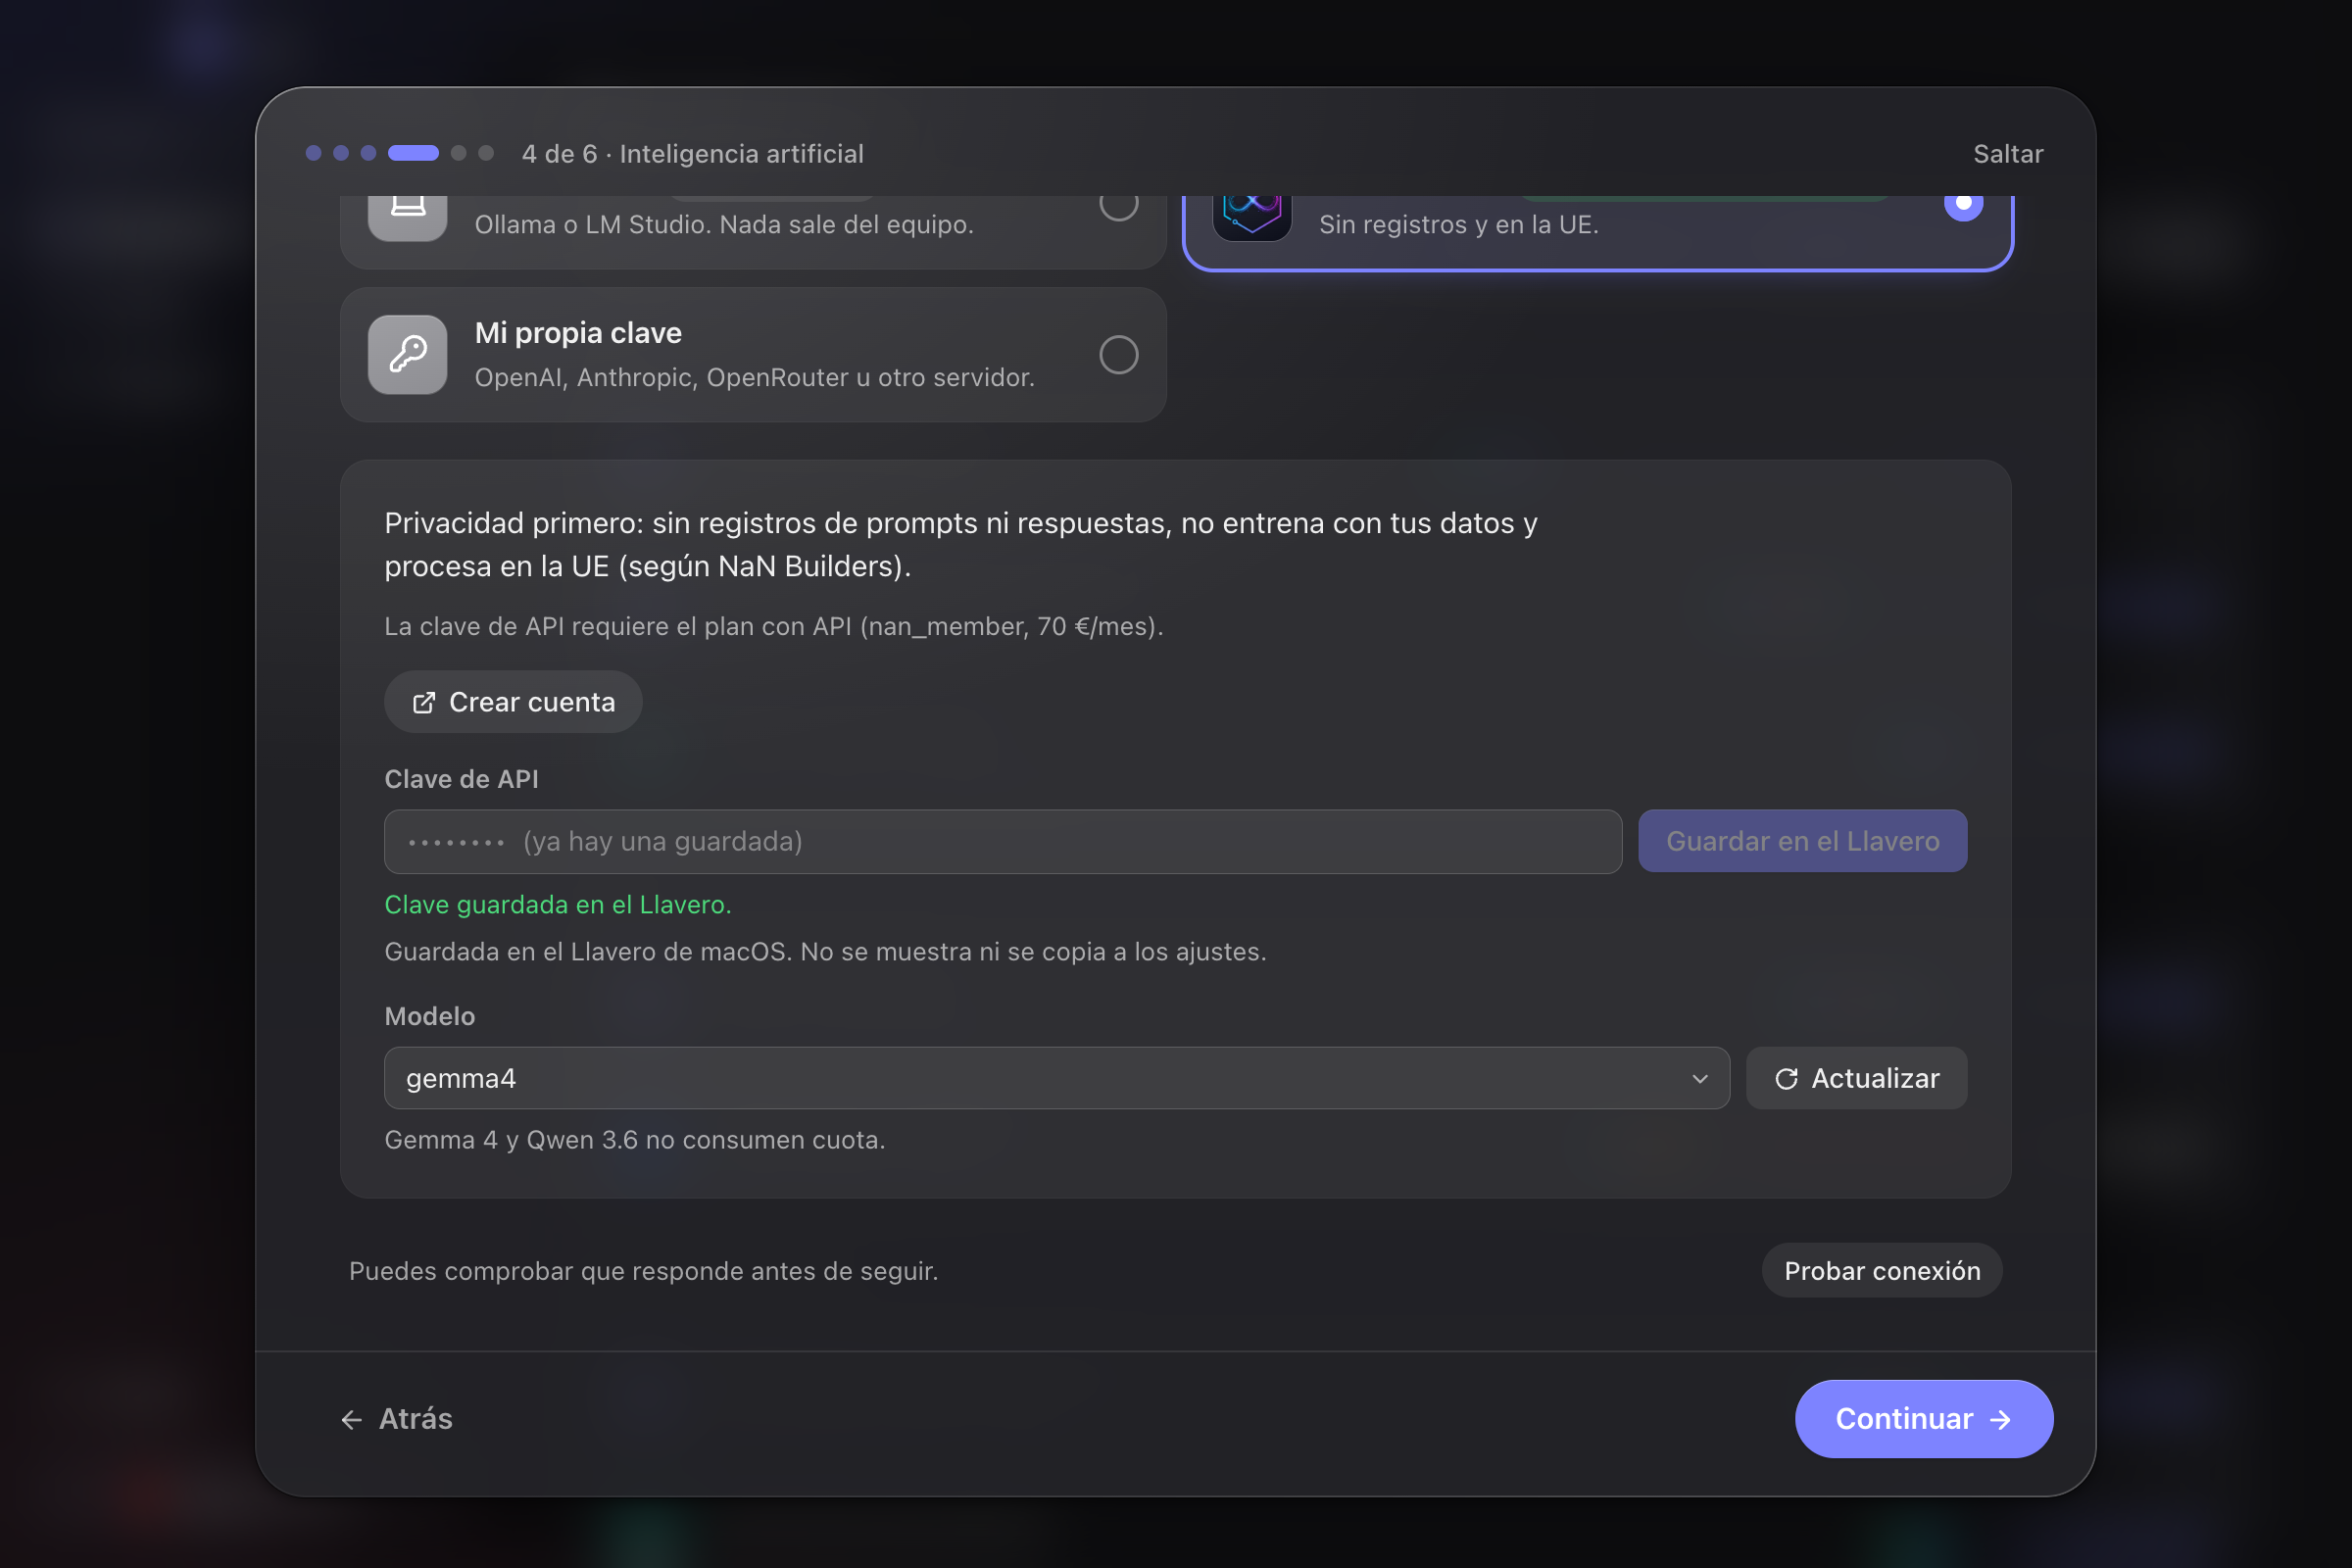 4 de 6 · Inteligencia artificial
Saltar
Ollama o LM Studio. Nada sale del equipo.
Sin registros y en la UE.
Mi propia clave
OpenAI, Anthropic, OpenRouter u otro servidor.
Privacidad primero: sin registros de prompts ni respuestas, no entrena con tus datos y
procesa en la UE (según NaN Builders).
La clave de API requiere el plan con API (nan_member, 70 €/mes).
Crear cuenta
Clave de API
•••••••• (ya hay una guardada)
Guardar en el Llavero
Clave guardada en el Llavero.
Guardada en el Llavero de macOS. No se muestra ni se copia a los ajustes.
Modelo
gemma4
Actualizar
Gemma 4 y Qwen 3.6 no consumen cuota.
Puedes comprobar que responde antes de seguir.
Probar conexión
Atrás
Continuar